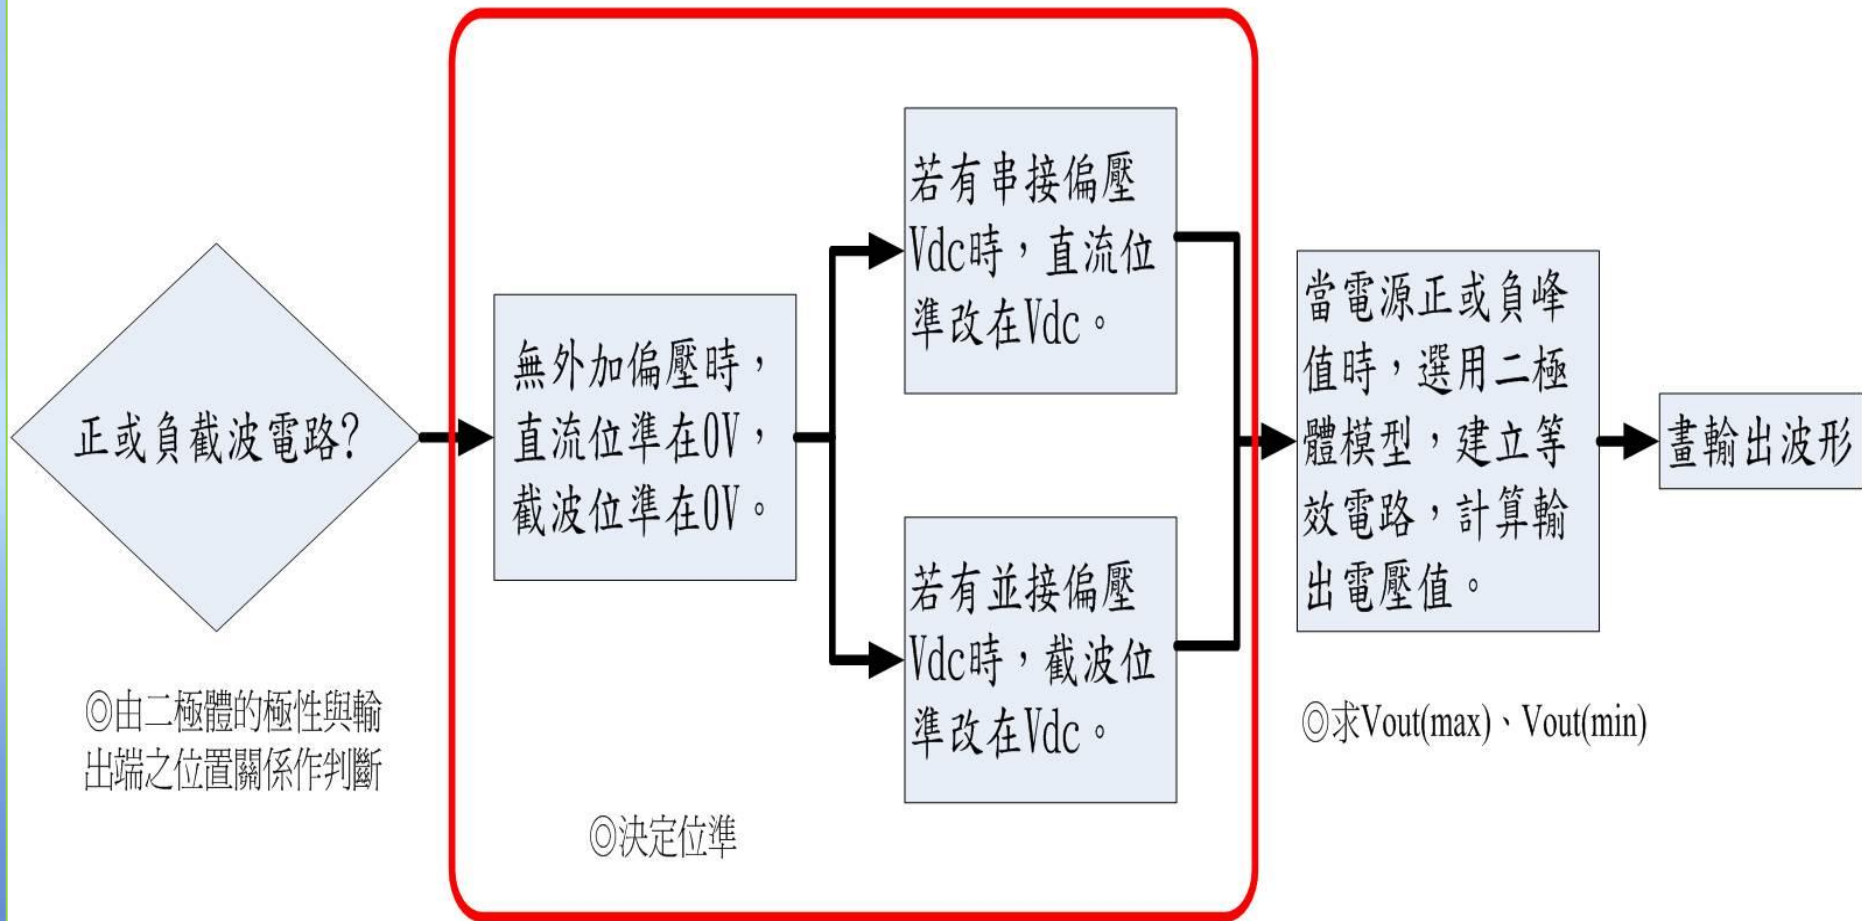 正或負截波電路?
◎由二極體的極性與輸
出端之位置關係作判斷
無外加偏壓時，
直流位準在0V，
截波位準在0V。
若有串接偏壓
Vdc時，直流位
準改在Vdc。
若有並接偏壓
Vdc時，截波位
準改在Vdc。
◎決定位準
當電源正或負峰
值時，選用二極
體模型，建立等
效電路，計算輸
出電壓值。
◎求Vout(max)、Vout(min)
畫輸出波形